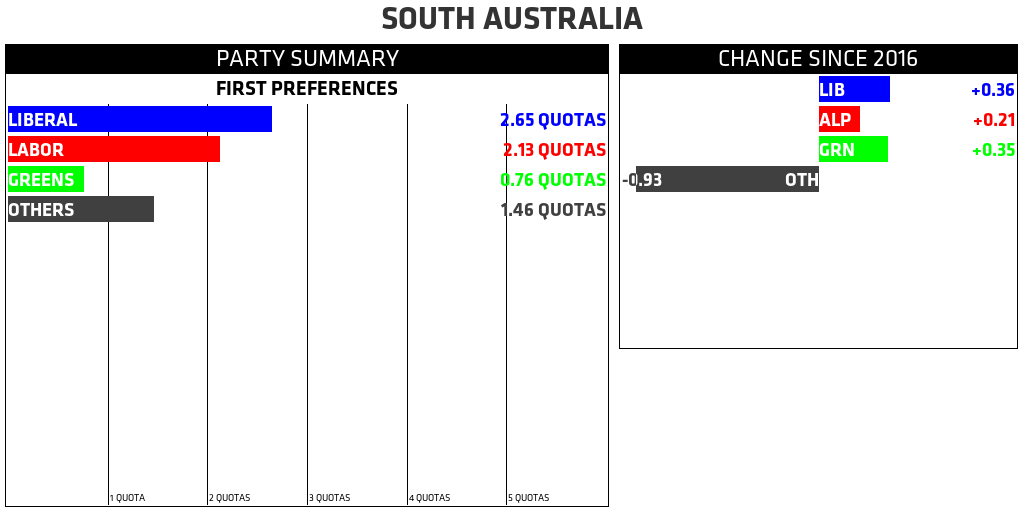 SOUTH AUSTRALIA
PARTY SUMMARY
FIRST PREFERENCES
LIBERAL 2.65 QUOTAS
LABOR 2.13 QUOTAS
GREENS 0.76 QUOTAS
OTHERS 1.46 QUOTAS
1 QUOTA 2 QUOTAS 3 QUOTAS 4 QUOTAS 5 QUOTAS
CHANGE SINCE 2016
LIB +0.36
ALP +0.21
GRN +0.35
-0.93 OTH